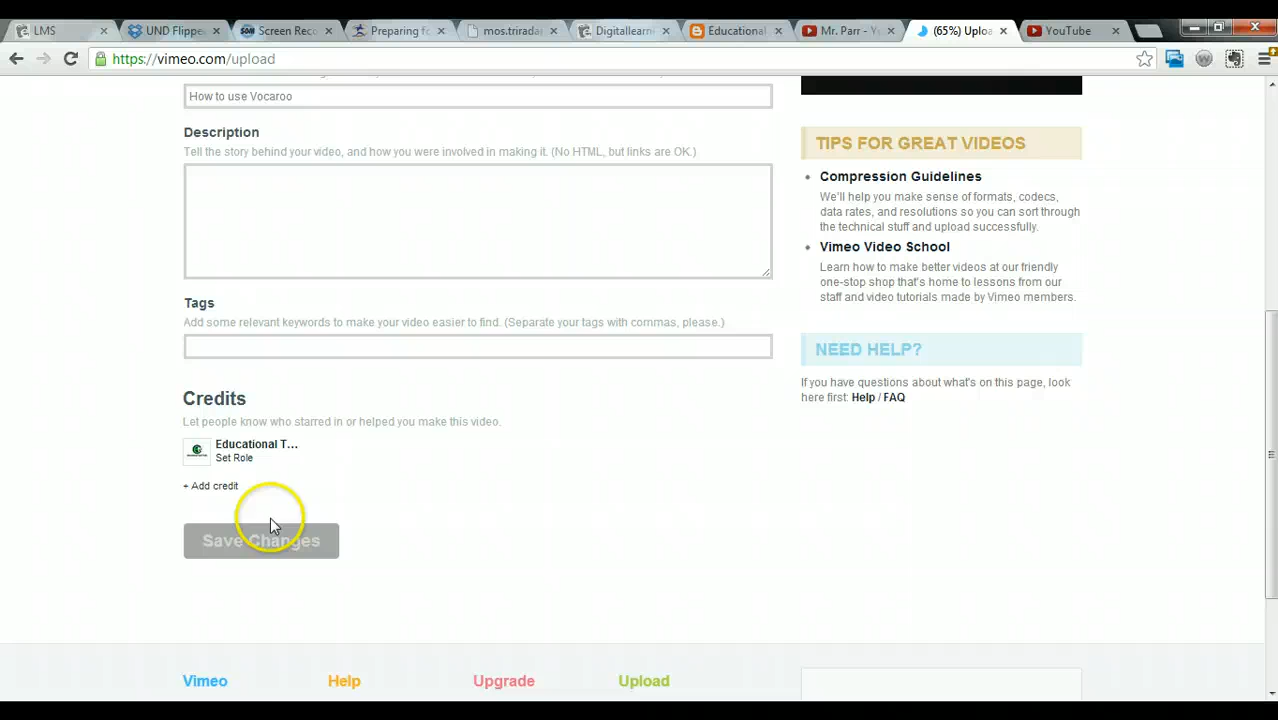 LMS
UND Flippe
Screen Reco
Preparing fo
mos.triradar
Digitallearn
Educational
Mr. Parr - Y
(65%) Uplo
YouTube
https://vimeo.com/upload
How to use Vocaroo
Description
Tell the story behind your video, and how you were involved in making it. (No HTML, but links are OK.)
Tags
Add some relevant keywords to make your video easier to find. (Separate your tags with commas, please.)
Credits
Let people know who starred in or helped you make this video.
Educational T...
Set Role
+ Add credit
Save Changes
TIPS FOR GREAT VIDEOS
Compression Guidelines
We'll help you make sense of formats, codecs,
data rates, and resolutions so you can sort through
the technical stuff and upload successfully.
Vimeo Video School
Learn how to make better videos at our friendly
one-stop shop that's home to lessons from our
staff and video tutorials made by Vimeo members.
NEED HELP?
If you have questions about what's on this page, look
here first: Help / FAQ
Vimeo
Help
Upgrade
Upload